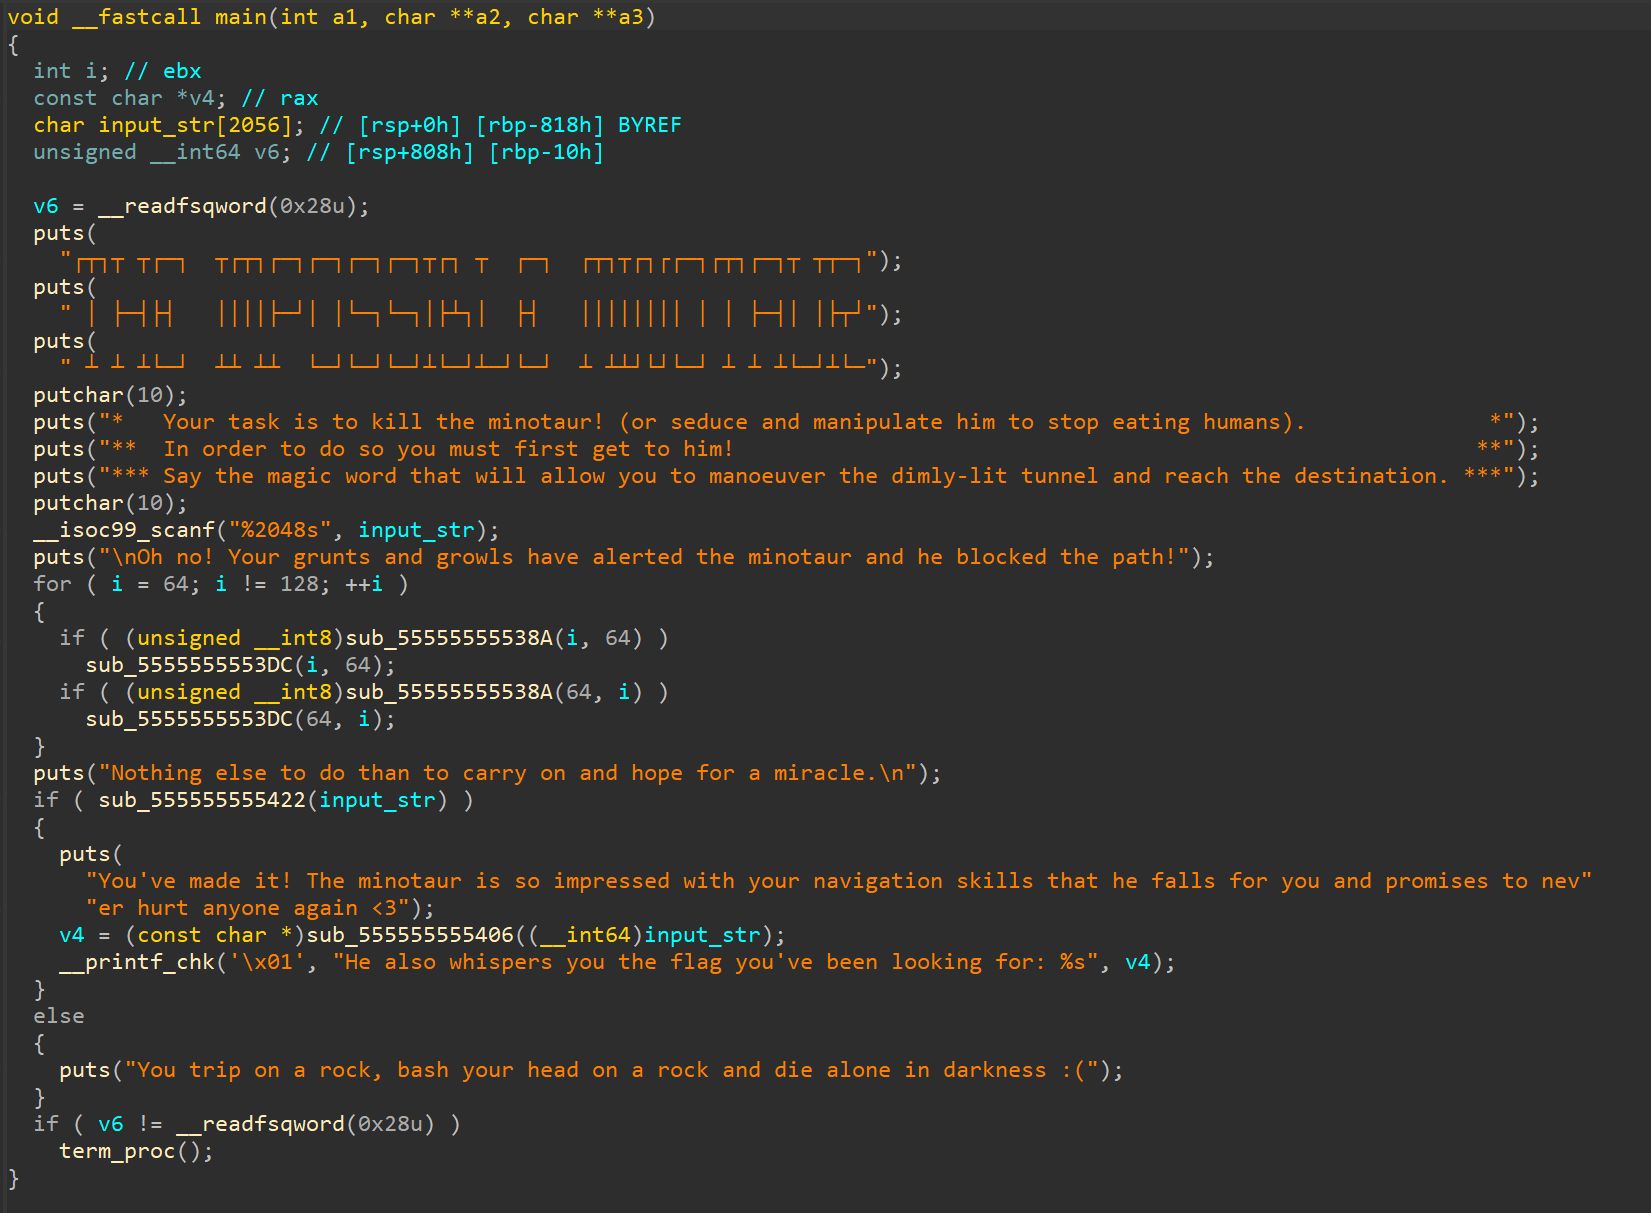 void __fastcall main(int a1, char **a2, char **a3)
{
  int i; // ebx
  const char *v4; // rax
  char input_str[2056]; // [rsp+0h] [rbp-818h] BYREF
  unsigned __int64 v6; // [rsp+808h] [rbp-10h]

  v6 = __readfsqword(0x28u);
  puts(
    "");
  puts(
    "");
  puts(
    "");
  putchar(10);
  puts("*   Your task is to kill the minotaur! (or seduce and manipulate him to stop eating humans).              *");
  puts("**  In order to do so you must first get to him!                                                         **");
  puts("*** Say the magic word that will allow you to manoeuver the dimly-lit tunnel and reach the destination. ***");
  putchar(10);
  __isoc99_scanf("%2048s", input_str);
  puts("\nOh no! Your grunts and growls have alerted the minotaur and he blocked the path!");
  for ( i = 64; i != 128; ++i )
  {
    if ( (unsigned __int8)sub_55555555538A(i, 64) )
      sub_5555555553DC(i, 64);
    if ( (unsigned __int8)sub_55555555538A(64, i) )
      sub_5555555553DC(64, i);
  }
  puts("Nothing else to do than to carry on and hope for a miracle.\n");
  if ( sub_555555555422(input_str) )
  {
    puts(
      "You've made it! The minotaur is so impressed with your navigation skills that he falls for you and promises to nev"
      "er hurt anyone again <3");
    v4 = (const char *)sub_555555555406((__int64)input_str);
    __printf_chk('\x01', "He also whispers you the flag you've been looking for: %s", v4);
  }
  else
  {
    puts("You trip on a rock, bash your head on a rock and die alone in darkness :(");
  }
  if ( v6 != __readfsqword(0x28u) )
    term_proc();
}